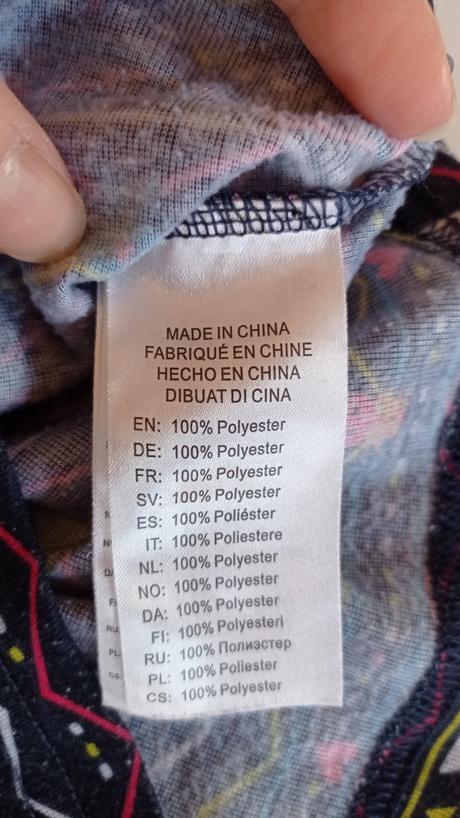 MADE IN CHINA
FABRIQUÉ EN CHINE
HECHO EN CHINA
DIBUAT DI CINA
EN: 100% Polyester
DE: 100% Polyester
FR: 100% Polyester
SV: 100% Polyester
ES: 100% Poliéster
IT: 100% Poliestere
NL: 100% Polyester
NO: 100% Polyester
DA: 100% Polyester
FI: 100% Polyesteri
RU: 100% Полиэстер
PL: 100% Poliester
CS: 100% Polyester